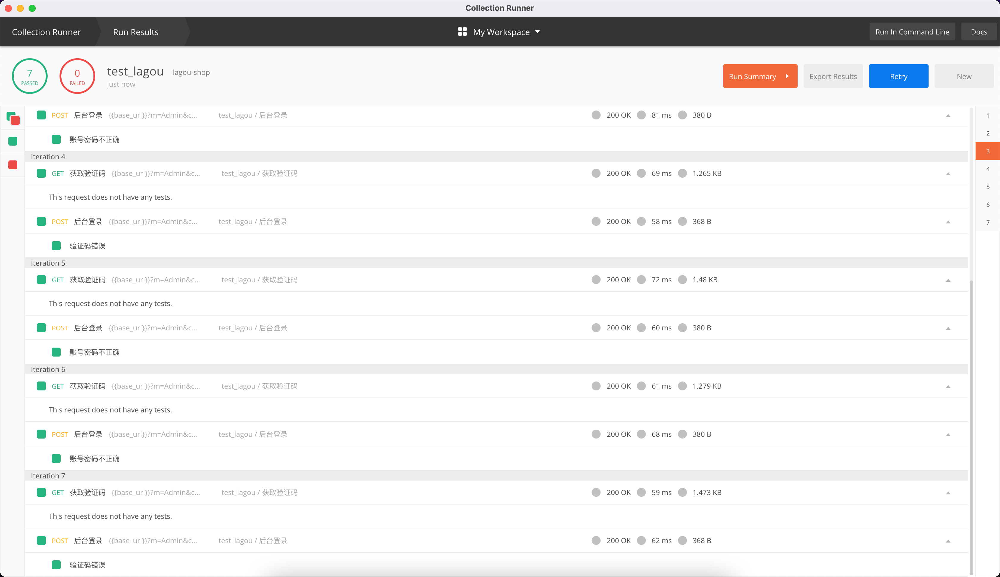 Collection Runner
Collection Runner Run Results My Workspace Run In Command Line Docs
7 PASSED
0 FAILED
test_lagou lagou-shop
just now
Run Summary Export Results Retry New
POST 后台登录 {{base_url}}?m=Admin&c... test_lagou / 后台登录 200 OK 81 ms 380 B
账号密码不正确
Iteration 4
GET 获取验证码 {{base_url}}?m=Admin&c... test_lagou / 获取验证码 200 OK 69 ms 1.265 KB
This request does not have any tests.
POST 后台登录 {{base_url}}?m=Admin&c... test_lagou / 后台登录 200 OK 58 ms 368 B
验证码错误
Iteration 5
GET 获取验证码 {{base_url}}?m=Admin&c... test_lagou / 获取验证码 200 OK 72 ms 1.48 KB
This request does not have any tests.
POST 后台登录 {{base_url}}?m=Admin&c... test_lagou / 后台登录 200 OK 60 ms 380 B
账号密码不正确
Iteration 6
GET 获取验证码 {{base_url}}?m=Admin&c... test_lagou / 获取验证码 200 OK 61 ms 1.279 KB
This request does not have any tests.
POST 后台登录 {{base_url}}?m=Admin&c... test_lagou / 后台登录 200 OK 68 ms 380 B
账号密码不正确
Iteration 7
GET 获取验证码 {{base_url}}?m=Admin&c... test_lagou / 获取验证码 200 OK 59 ms 1.473 KB
This request does not have any tests.
POST 后台登录 {{base_url}}?m=Admin&c... test_lagou / 后台登录 200 OK 62 ms 368 B
验证码错误
1
2
3
4
5
6
7